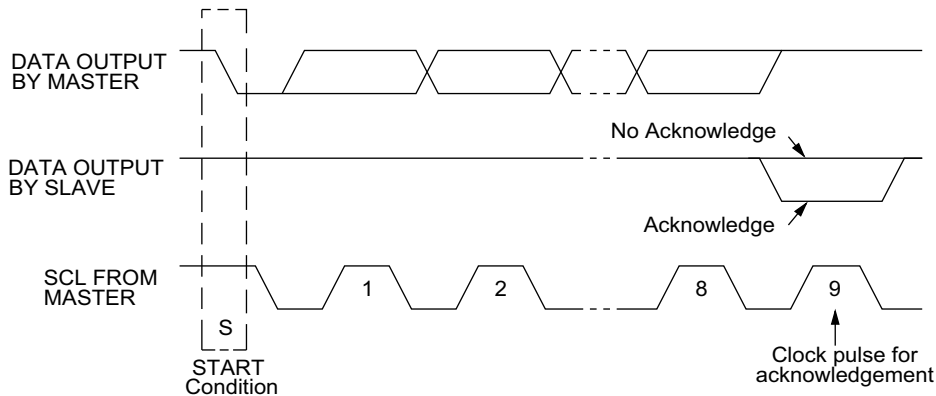 DATA OUTPUT
BY MASTER
No Acknowledge
DATA OUTPUT
BY SLAVE
Acknowledge
SCL FROM
MASTER
1
2
8
9
S
START
Condition
Clock pulse for
acknowledgement